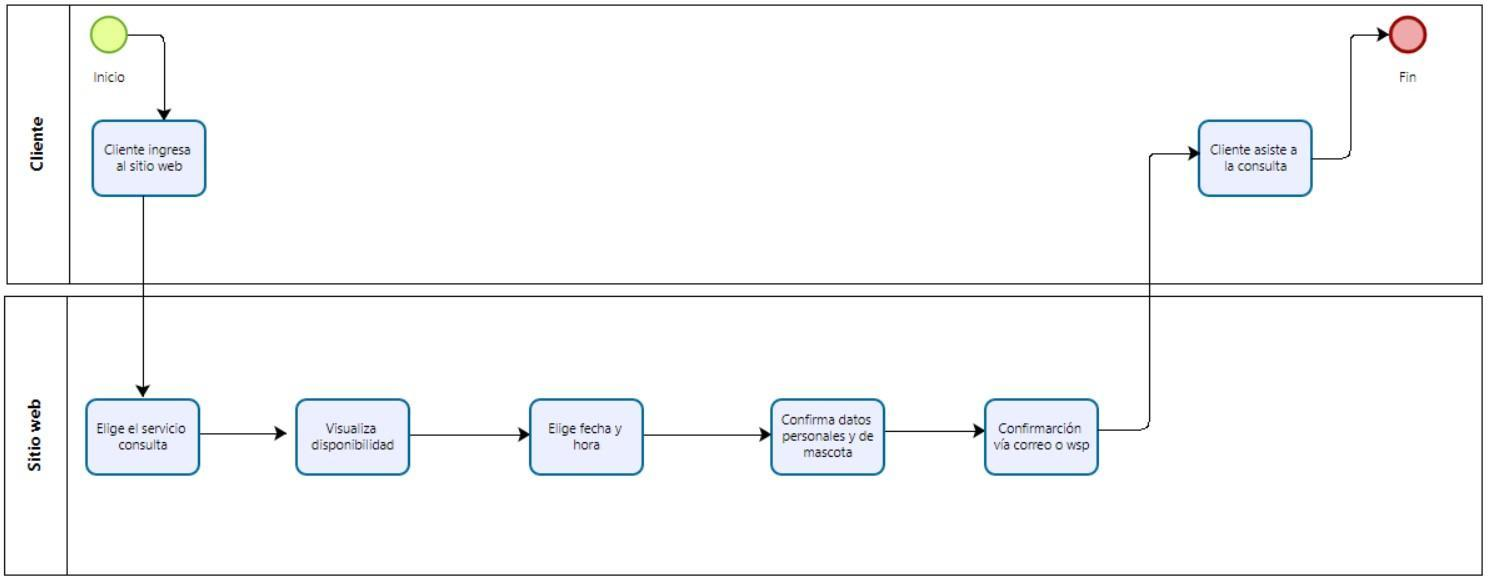 Cliente
Inicio
Cliente ingresa
al sitio web
Cliente asiste a
la consulta
Fin
Sitio web
Elige el servicio
consulta
Visualiza
disponibilidad
Elige fecha y
hora
Confirma datos
personales y de
mascota
Confirmarción
vía correo o wsp